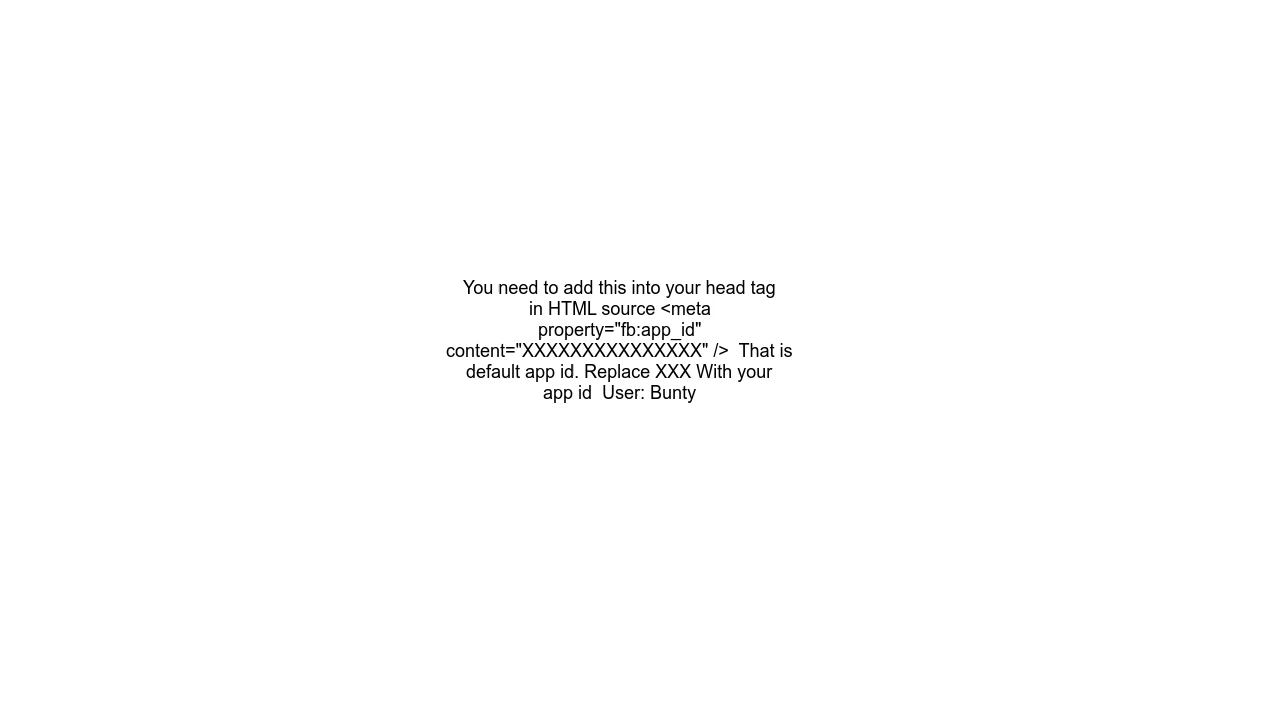 You need to add this into your head tag
in HTML source <meta
property="fb:app_id"
content="XXXXXXXXXXXXXXX" />  That is
default app id. Replace XXX With your
app id  User: Bunty